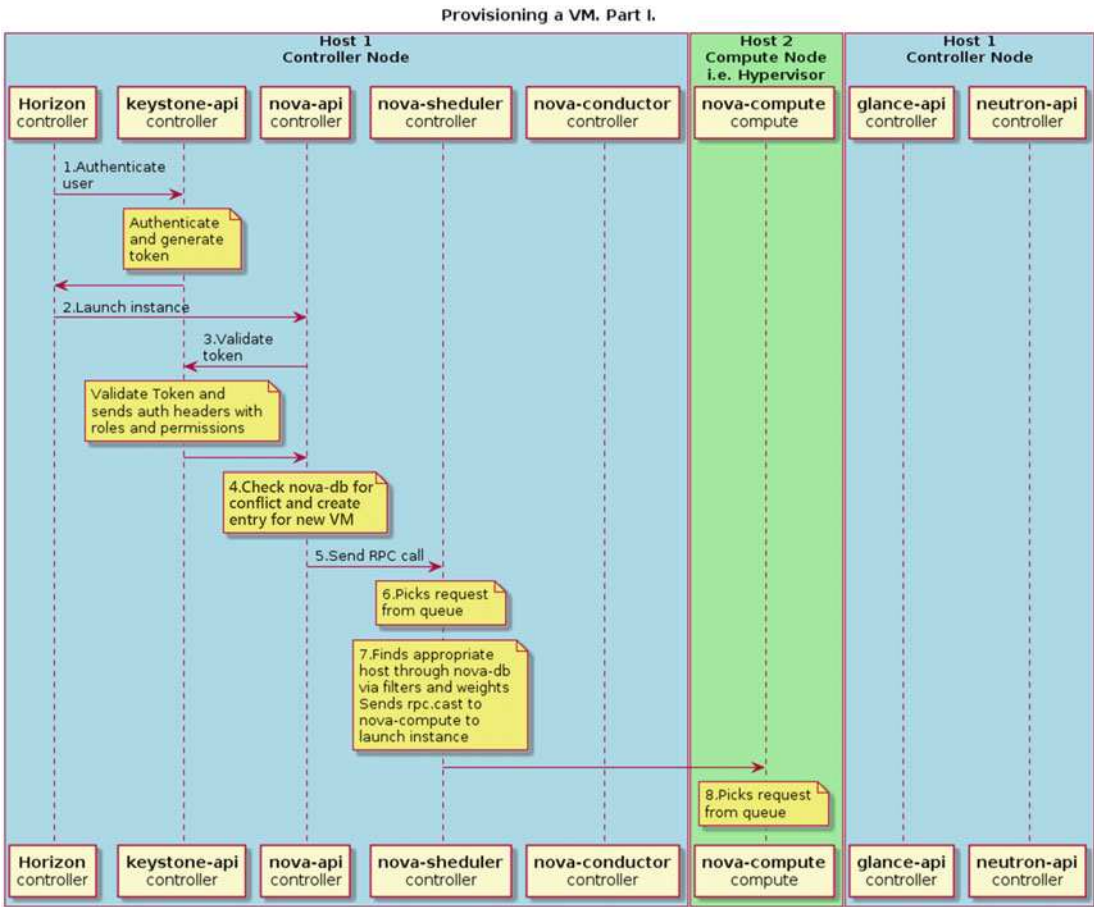 Provisioning a VM. Part I.
Host 1
Controller Node
Host 2
Compute Node
i.e. Hypervisor
Host 1
Controller Node
Horizon
controller
keystone-api
controller
nova-api
controller
nova-sheduler
controller
nova-conductor
controller
nova-compute
compute
glance-api
controller
neutron-api
controller
1.Authenticate
user
Authenticate
and generate
token
2.Launch instance
3.Validate
token
Validate Token and
sends auth headers with
roles and permissions
4.Check nova-db for
conflict and create
entry for new VM
5.Send RPC call
6.Picks request
from queue
7.Finds appropriate
host through nova-db
via filters and weights
Sends rpc.cast to
nova-compute to
launch instance
8.Picks request
from queue
Horizon
controller
keystone-api
controller
nova-api
controller
nova-sheduler
controller
nova-conductor
controller
nova-compute
compute
glance-api
controller
neutron-api
controller